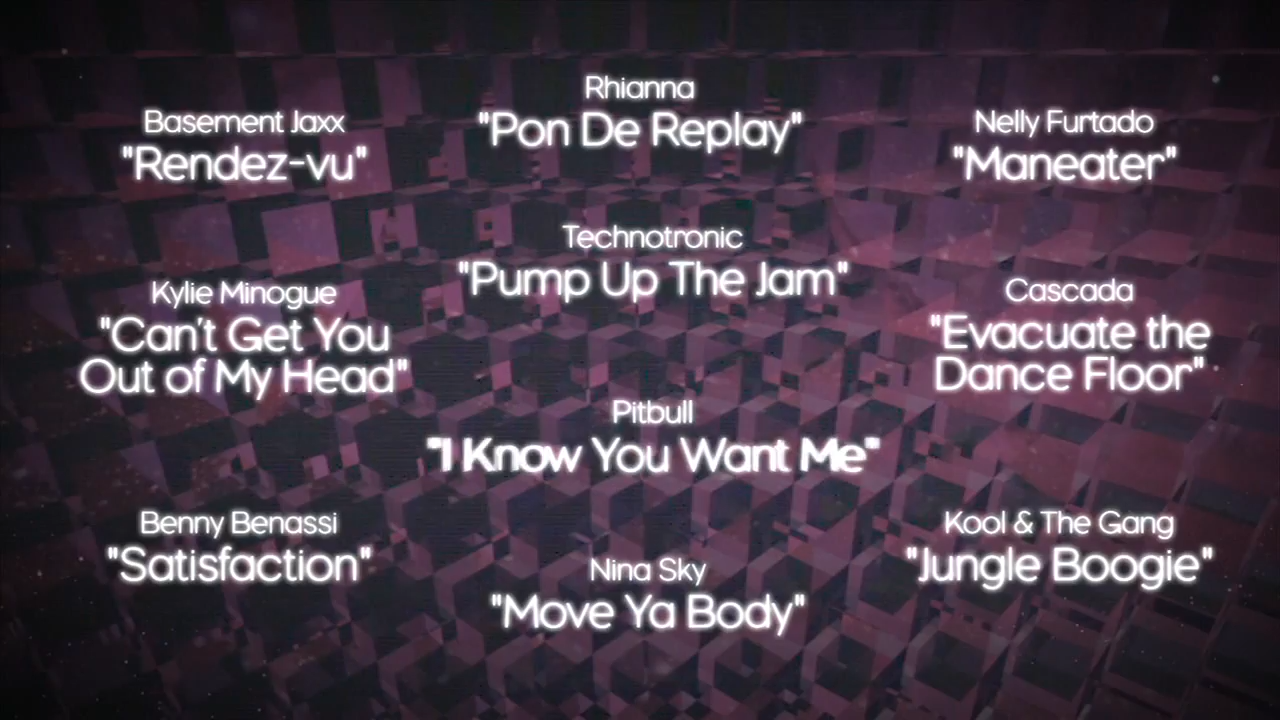 Rhianna
"Pon De Replay"
Basement Jaxx
"Rendez-vu"
Nelly Furtado
"Maneater"
Technotronic
"Pump Up The Jam"
Kylie Minogue
"Can't Get You
Out of My Head"
Cascada
"Evacuate the
Dance Floor"
Pitbull
"I Know You Want Me"
Benny Benassi
"Satisfaction"
Kool & The Gang
"Jungle Boogie"
Nina Sky
"Move Ya Body"